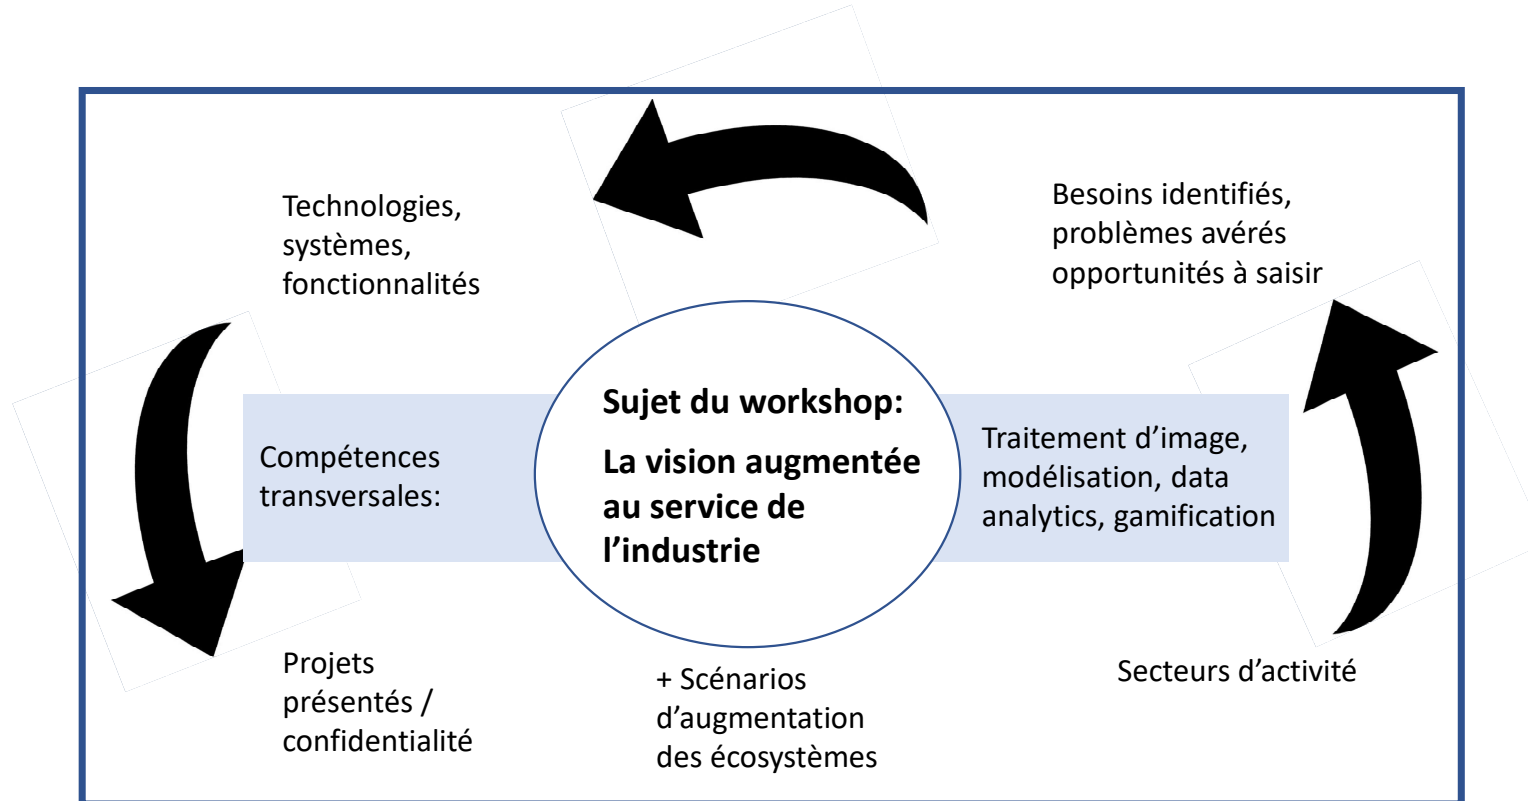 Technologies,
systèmes,
fonctionnalités
Besoins identifiés,
problèmes avérés
opportunités à saisir
Compétences
transversales:
Sujet du workshop:
La vision augmentée
au service de
l’industrie
Traitement d’image,
modélisation, data
analytics, gamification
Projets
présentés /
confidentialité
+ Scénarios
d’augmentation
des écosystèmes
Secteurs d’activité